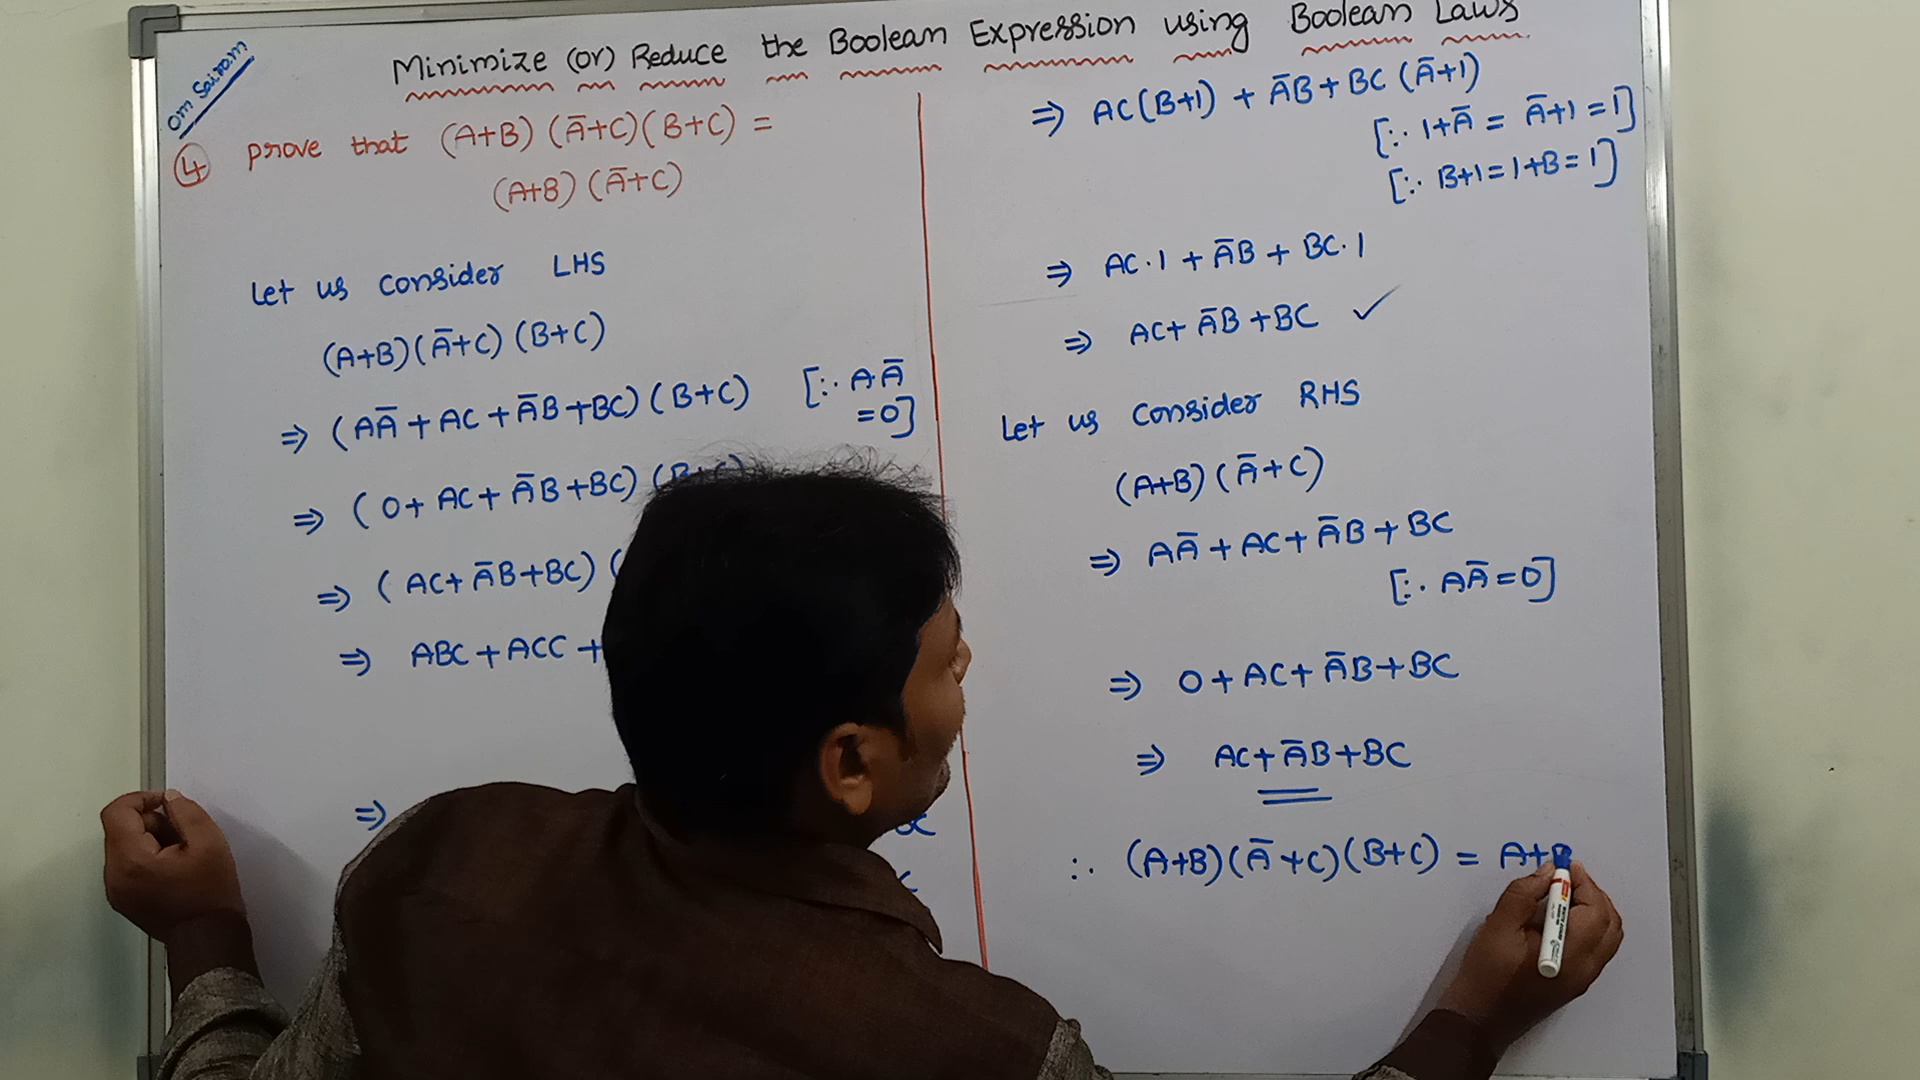 Om Sairam
Minimize (or) Reduce the Boolean Expression using Boolean Laws
④ prove that (A+B) (Ā+C) (B+C) =
(A+B) (Ā+C)
Let us consider LHS
(A+B) (Ā+C) (B+C)
⇒ (AĀ + AC + ĀB + BC) (B+C) [∵ A·Ā
= 0]
⇒ (0 + AC + ĀB + BC) (B+C)
⇒ (AC + ĀB + BC) (
⇒ ABC + ACC +
⇒
⇒ AC(B+1) + ĀB + BC (Ā+1)
[∵ 1+Ā = Ā+1 = 1]
[∵ B+1 = 1+B = 1]
⇒ AC·1 + ĀB + BC·1
⇒ AC + ĀB + BC ✓
Let us consider RHS
(A+B) (Ā+C)
⇒ AĀ + AC + ĀB + BC
[∵ AĀ = 0]
⇒ 0 + AC + ĀB + BC
⇒ AC + ĀB + BC
∴ (A+B) (Ā+C) (B+C) = A+B